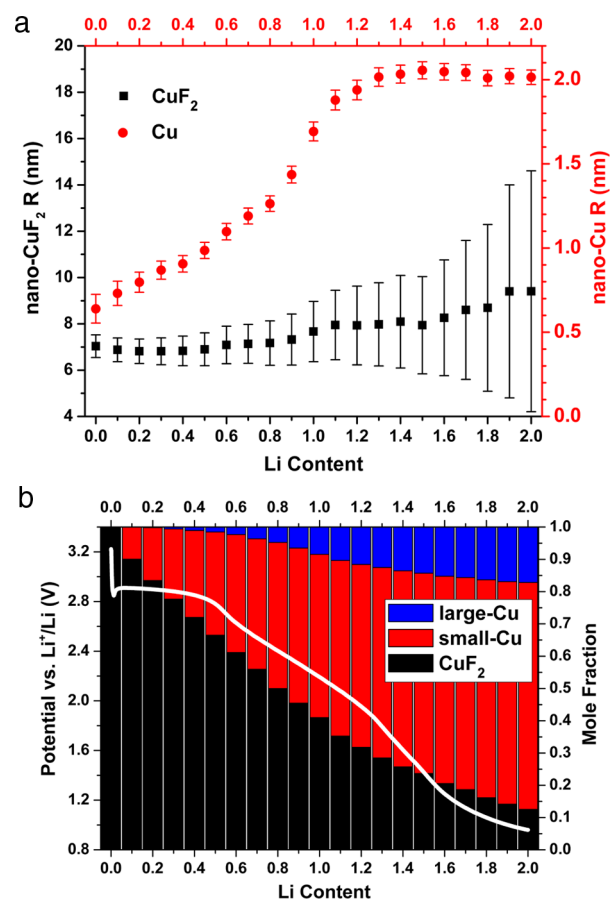 a
0.0 0.2 0.4 0.6 0.8 1.0 1.2 1.4 1.6 1.8 2.0
20
18
16
14
12
10
8
6
4
nano-CuF2 R (nm)
CuF2
Cu
2.0
1.5
1.0
0.5
0.0
nano-Cu R (nm)
0.0 0.2 0.4 0.6 0.8 1.0 1.2 1.4 1.6 1.8 2.0
Li Content
b
0.0 0.2 0.4 0.6 0.8 1.0 1.2 1.4 1.6 1.8 2.0
3.2
2.8
2.4
2.0
1.6
1.2
0.8
Potential vs. Li+/Li (V)
large-Cu
small-Cu
CuF2
1.0
0.9
0.8
0.7
0.6
0.5
0.4
0.3
0.2
0.1
0.0
Mole Fraction
0.0 0.2 0.4 0.6 0.8 1.0 1.2 1.4 1.6 1.8 2.0
Li Content